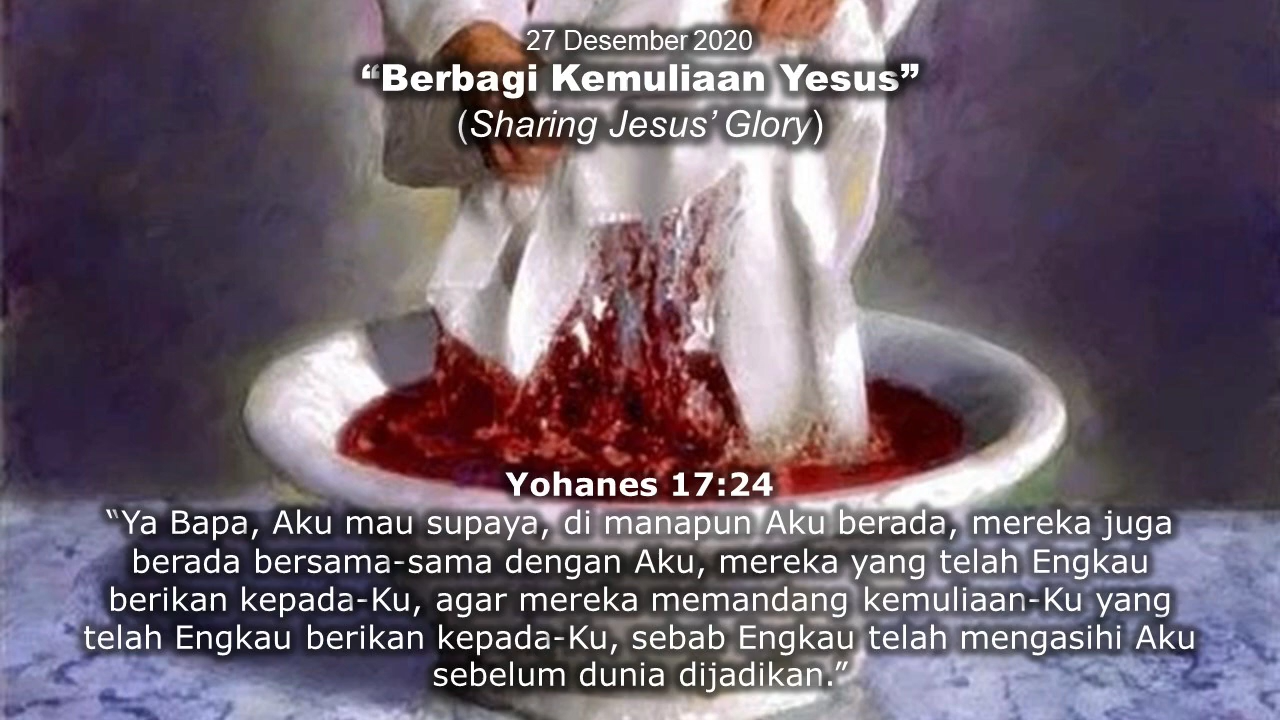 27 Desember 2020
“Berbagi Kemuliaan Yesus”
(Sharing Jesus’ Glory)
Yohanes 17:24
“Ya Bapa, Aku mau supaya, di manapun Aku berada, mereka juga
berada bersama-sama dengan Aku, mereka yang telah Engkau
berikan kepada-Ku, agar mereka memandang kemuliaan-Ku yang
telah Engkau berikan kepada-Ku, sebab Engkau telah mengasihi Aku
sebelum dunia dijadikan.”